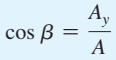 cos β = A_y / A